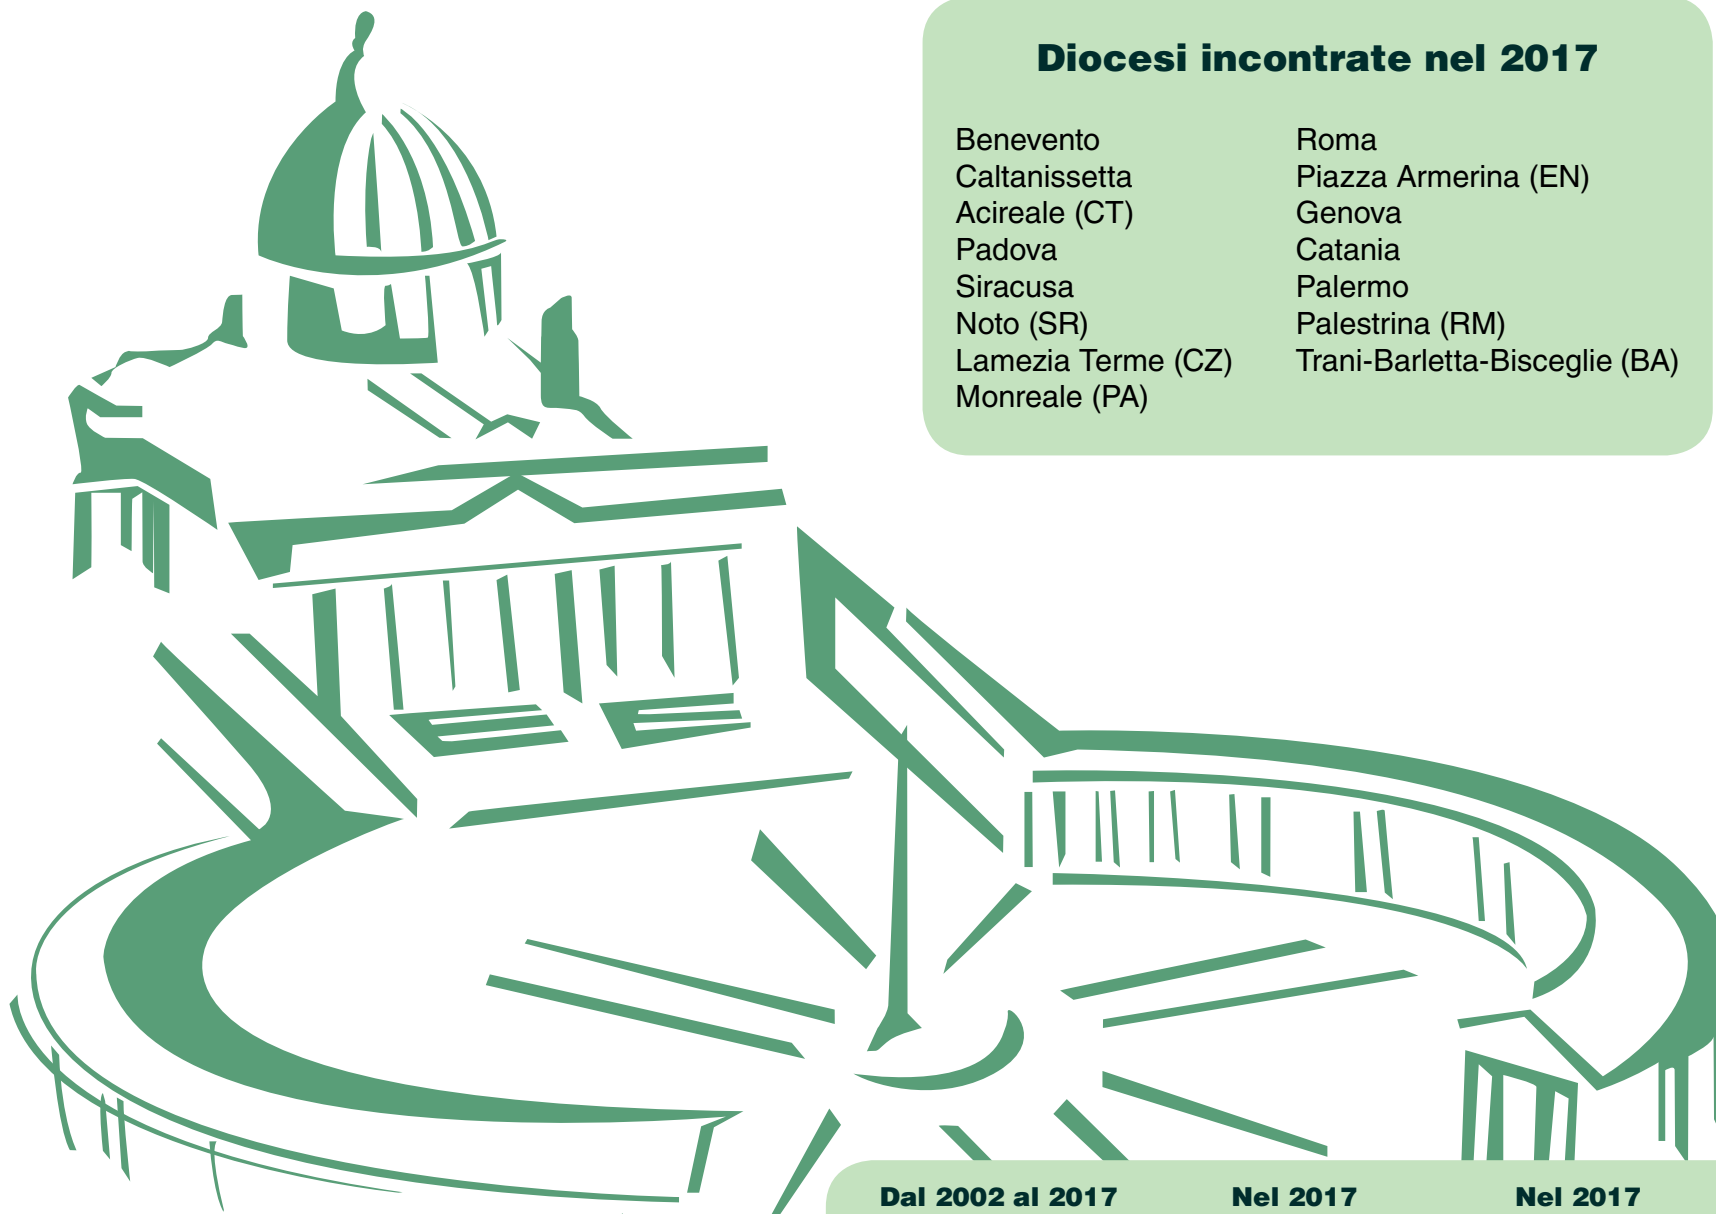 Diocesi incontrate nel 2017
Benevento
Caltanissetta
Acireale (CT)
Padova
Siracusa
Noto (SR)
Lamezia Terme (CZ)
Monreale (PA)
Roma
Piazza Armerina (EN)
Genova
Catania
Palermo
Palestrina (RM)
Trani-Barletta-Bisceglie (BA)
Dal 2002 al 2017
Nel 2017
Nel 2017